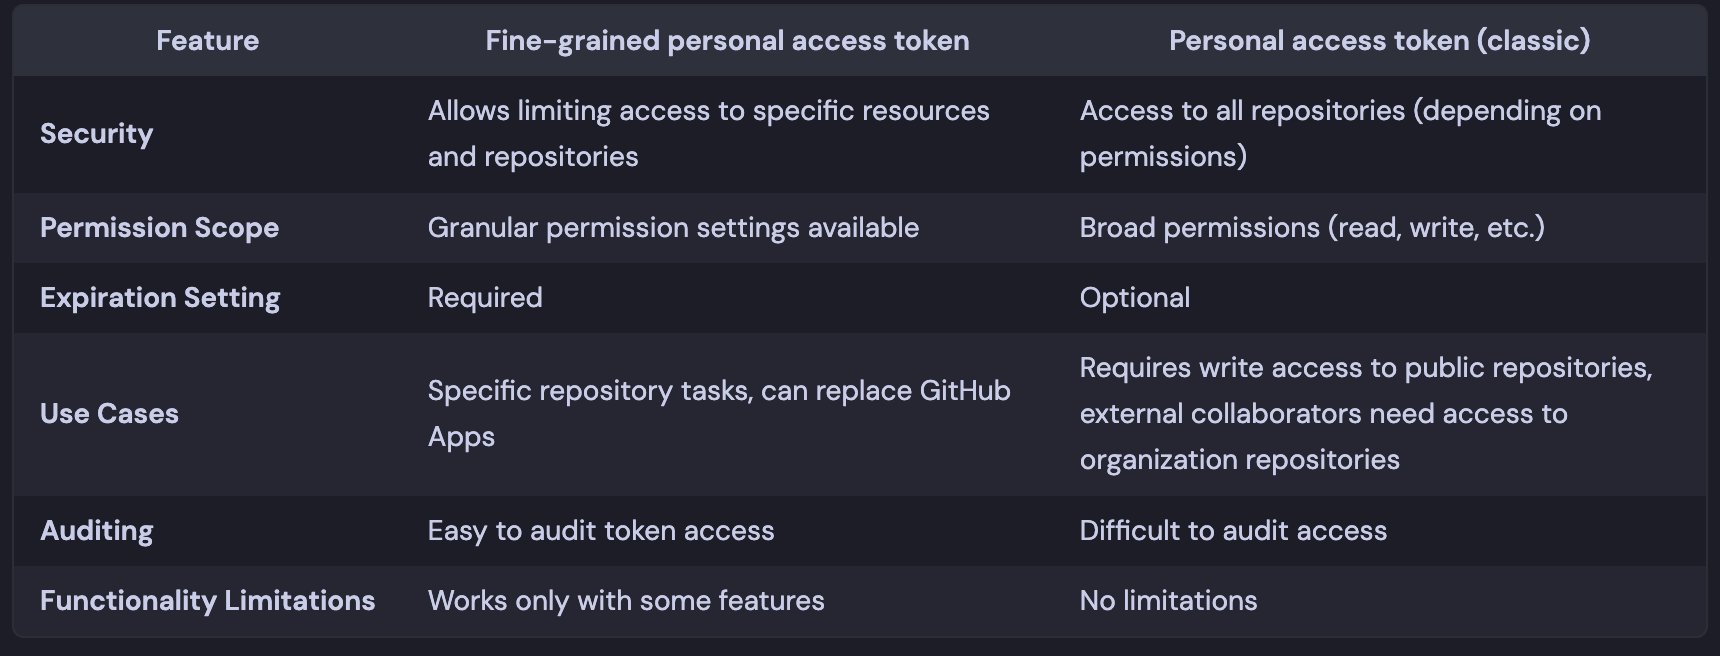 Feature Fine-grained personal access token Personal access token (classic)
Security Allows limiting access to specific resources and repositories Access to all repositories (depending on permissions)
Permission Scope Granular permission settings available Broad permissions (read, write, etc.)
Expiration Setting Required Optional
Use Cases Specific repository tasks, can replace GitHub Apps Requires write access to public repositories, external collaborators need access to organization repositories
Auditing Easy to audit token access Difficult to audit access
Functionality Limitations Works only with some features No limitations